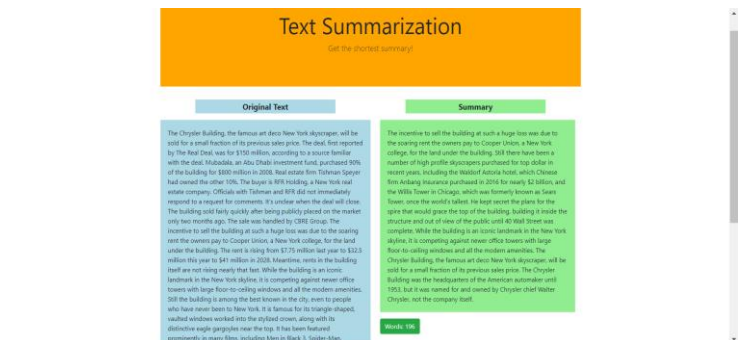 Text Summarization
Get the shortest summary!
Original Text
The Chrysler Building, the famous art deco New York skyscraper, will be
sold for a small fraction of its previous sales price. The deal, first reported
by The Real Deal, was for $150 million, according to a source familiar
with the deal. Mubadala, an Abu Dhabi investment fund, purchased 90%
of the building for $800 million in 2008. Real estate firm Tishman Speyer
had owned the other 10%. The buyer is RFR Holding, a New York real
estate company. Officials with Tishman and RFR did not immediately
respond to a request for comments. It's unclear when the deal will close.
The building sold fairly quickly after being publicly placed on the market
only two months ago. The sale was handled by CBRE Group. The
incentive to sell the building at such a huge loss was due to the soaring
rent the owners pay to Cooper Union, a New York college, for the land
under the building. The rent is rising from $7.75 million last year to $32.5
million this year to $41 million in 2028. Meantime, rents in the building
itself are not rising nearly that fast. While the building is an iconic
landmark in the New York skyline, it is competing against newer office
towers with large floor-to-ceiling windows and all the modern amenities.
Still the building is among the best known in the city, even to people
who have never been to New York. It is famous for its triangle-shaped,
vaulted windows worked into the stylized crown, along with its
distinctive eagle gargoyles near the top. It has been featured
prominently in many films, including Men in Black 3, Spider-Man,
Summary
The incentive to sell the building at such a huge loss was due to
the soaring rent the owners pay to Cooper Union, a New York
college, for the land under the building. Still there have been a
number of high profile skyscrapers purchased for top dollar in
recent years, including the Waldorf Astoria hotel, which Chinese
firm Anbang Insurance purchased in 2016 for nearly $2 billion, and
the Willis Tower in Chicago, which was formerly known as Sears
Tower, once the world's tallest. He kept secret the plans for the
spire that would grace the top of the building, building it inside the
structure and out of view of the public until 40 Wall Street was
complete. While the building is an iconic landmark in the New York
skyline, it is competing against newer office towers with large
floor-to-ceiling windows and all the modern amenities. The
Chrysler Building, the famous art deco New York skyscraper, will be
sold for a small fraction of its previous sales price. The Chrysler
Building was the headquarters of the American automaker until
1953, but it was named for and owned by Chrysler chief Walter
Chrysler, not the company itself.
Words: 196